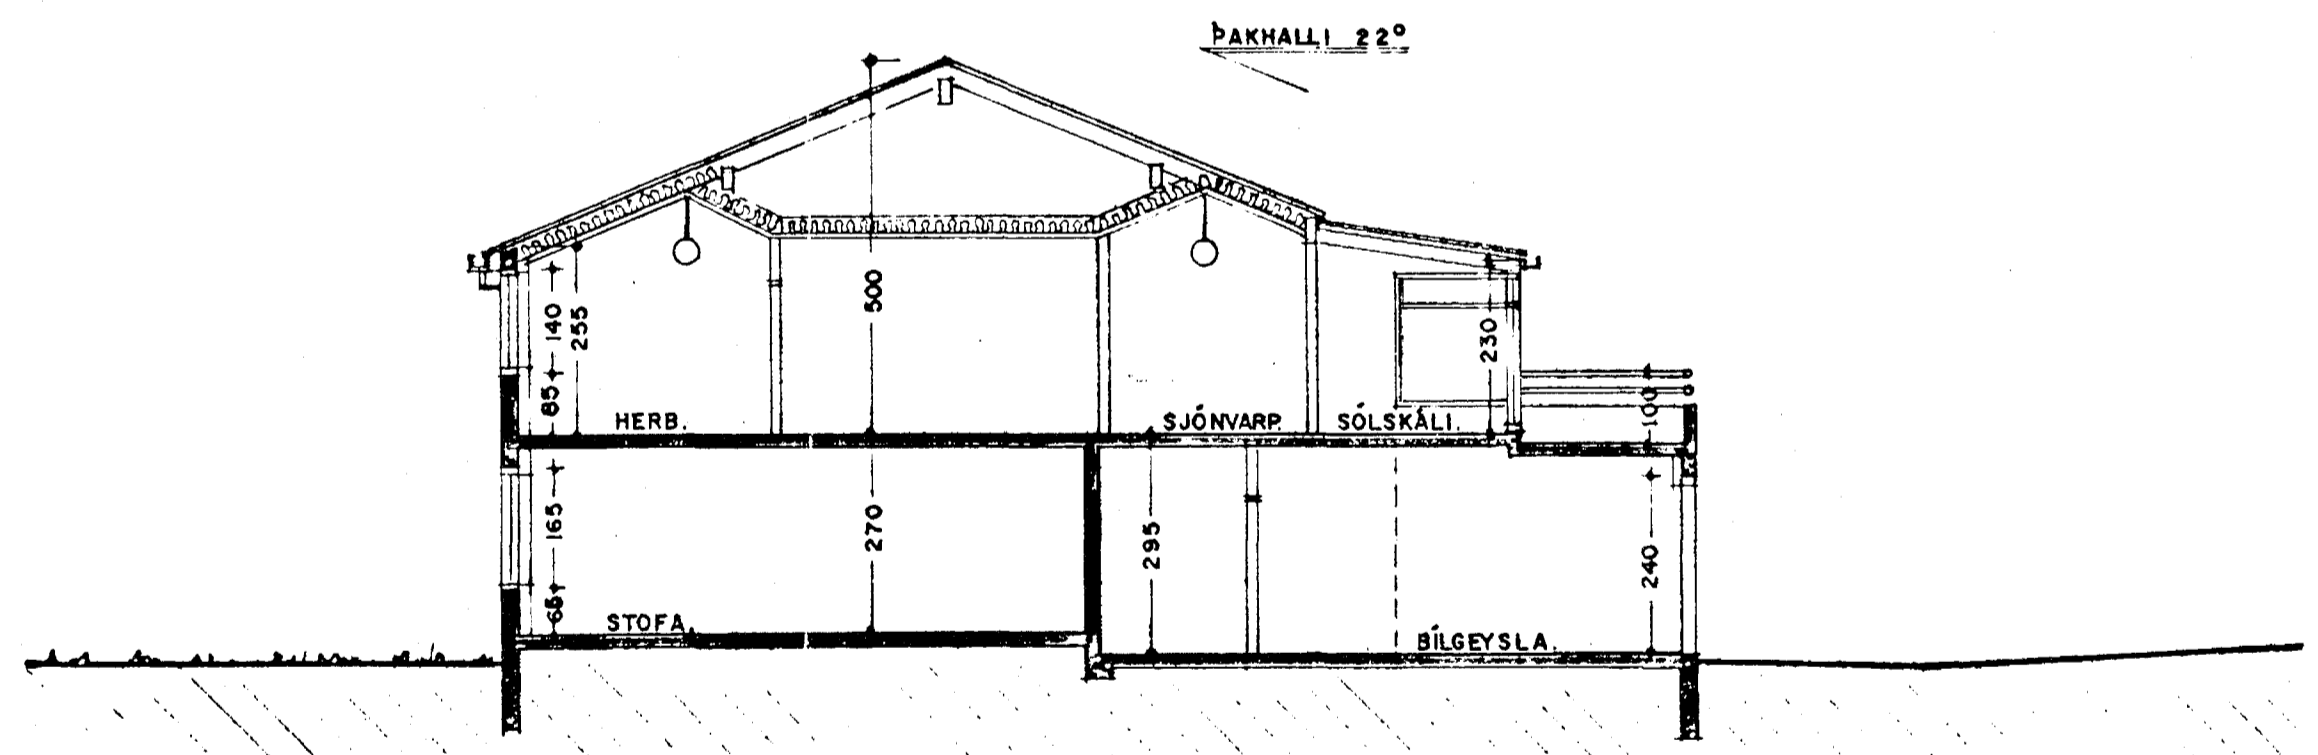 ÞAKHALLI 22°
140
255
500
230
85
100
HERB.
SJÓNVARP.
SÓLSKÁLI.
165
270
295
240
65
STOFA.
BÍLGEYSLA.